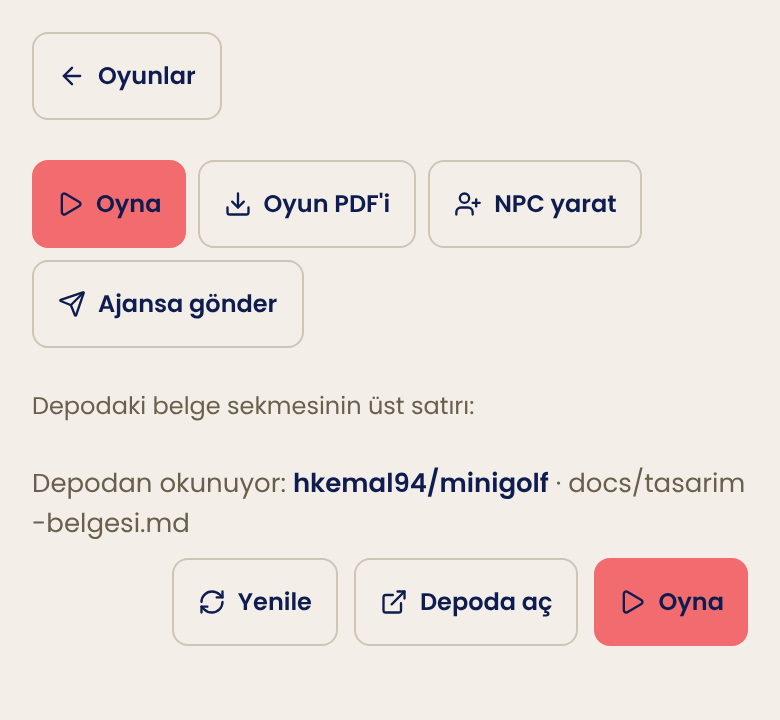 Oyunlar
Oyna Oyun PDF'i NPC yarat
Ajansa gönder
Depodaki belge sekmesinin üst satırı:
Depodan okunuyor: hkemal94/minigolf · docs/tasarim
-belgesi.md
Yenile Depoda aç Oyna